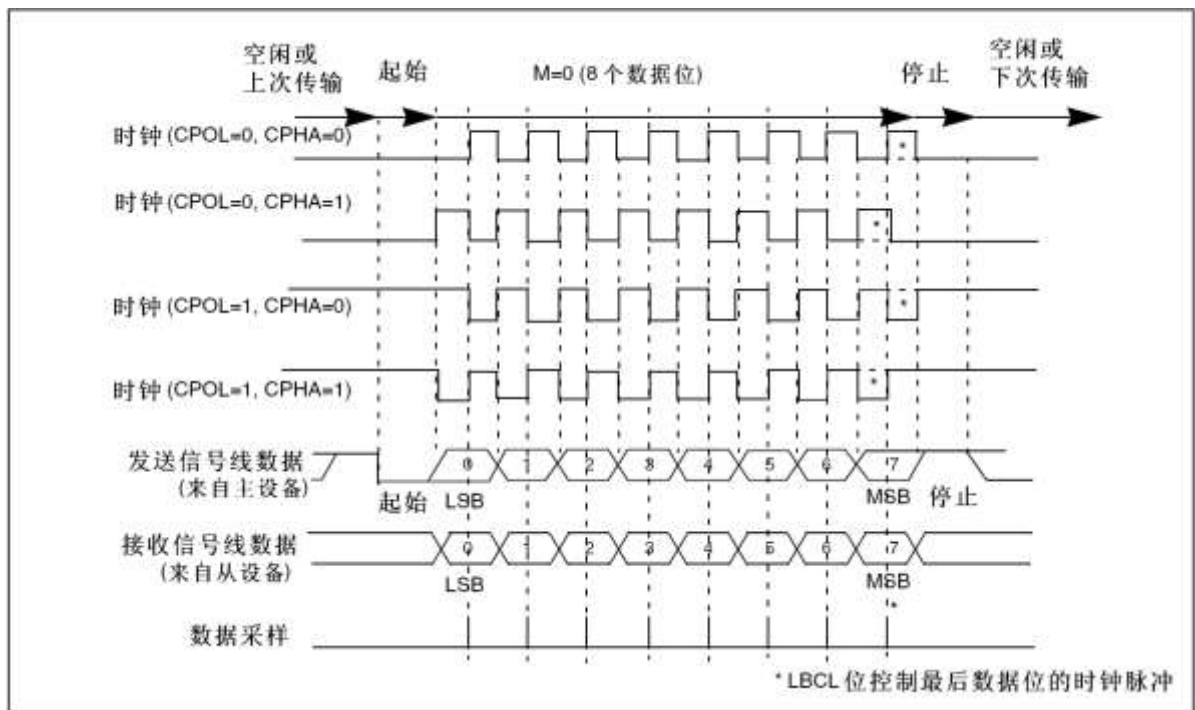 空闲或
上次传输
起始
M=0 (8 个数据位)
停止
空闲或
下次传输
时钟 (CPOL=0, CPHA=0)
*
时钟 (CPOL=0, CPHA=1)
*
时钟 (CPOL=1, CPHA=0)
*
时钟 (CPOL=1, CPHA=1)
*
发送信号线数据
(来自主设备)
0 1 2 3 4 5 6 7
起始
LSB
MSB
停止
接收信号线数据
(来自从设备)
0 1 2 3 4 5 6 7
LSB
MSB
*
数据采样
* LBCL 位控制最后数据位的时钟脉冲